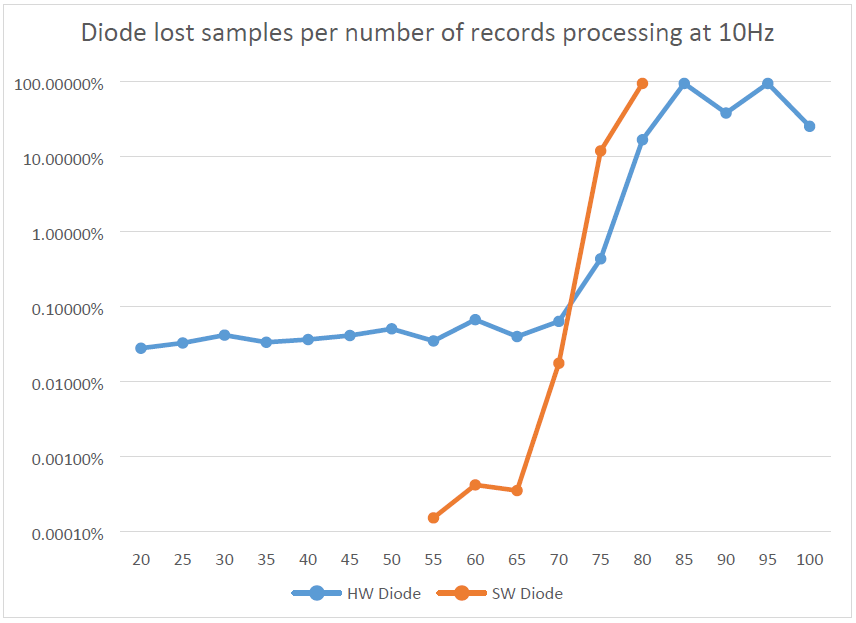 Diode lost samples per number of records processing at 10Hz
100.00000%
10.00000%
1.00000%
0.10000%
0.01000%
0.00100%
0.00010%
20 25 30 35 40 45 50 55 60 65 70 75 80 85 90 95 100
HW Diode SW Diode